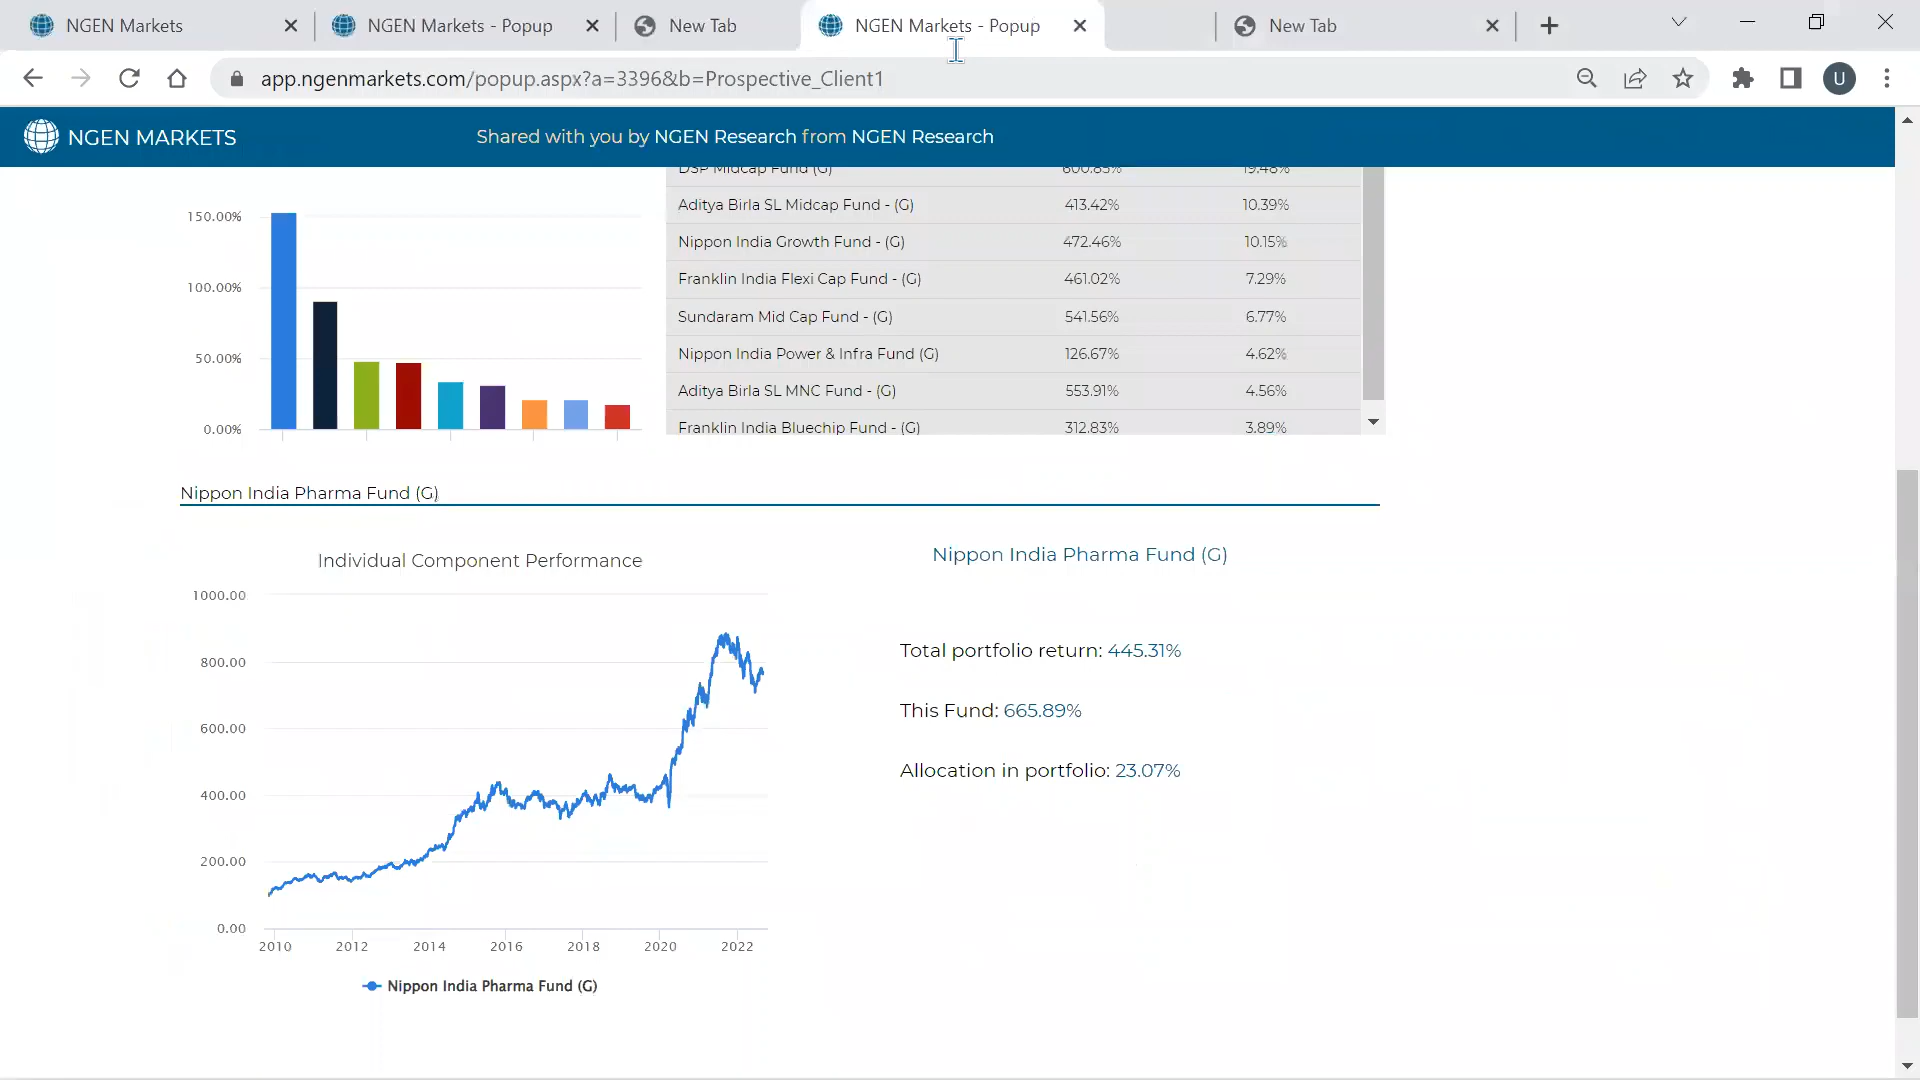 NGEN Markets
NGEN Markets - Popup
New Tab
NGEN Markets - Popup
New Tab
app.ngenmarkets.com/popup.aspx?a=3396&b=Prospective_Client1
U
NGEN MARKETS
Shared with you by NGEN Research from NGEN Research
150.00%
100.00%
50.00%
0.00%
DSP Midcap Fund (G) 600.85% 19.48%
Aditya Birla SL Midcap Fund - (G) 413.42% 10.39%
Nippon India Growth Fund - (G) 472.46% 10.15%
Franklin India Flexi Cap Fund - (G) 461.02% 7.29%
Sundaram Mid Cap Fund - (G) 541.56% 6.77%
Nippon India Power & Infra Fund (G) 126.67% 4.62%
Aditya Birla SL MNC Fund - (G) 553.91% 4.56%
Franklin India Bluechip Fund - (G) 312.83% 3.89%
Nippon India Pharma Fund (G)
Individual Component Performance
1000.00
800.00
600.00
400.00
200.00
0.00
2010 2012 2014 2016 2018 2020 2022
Nippon India Pharma Fund (G)
Nippon India Pharma Fund (G)
Total portfolio return: 445.31%
This Fund: 665.89%
Allocation in portfolio: 23.07%